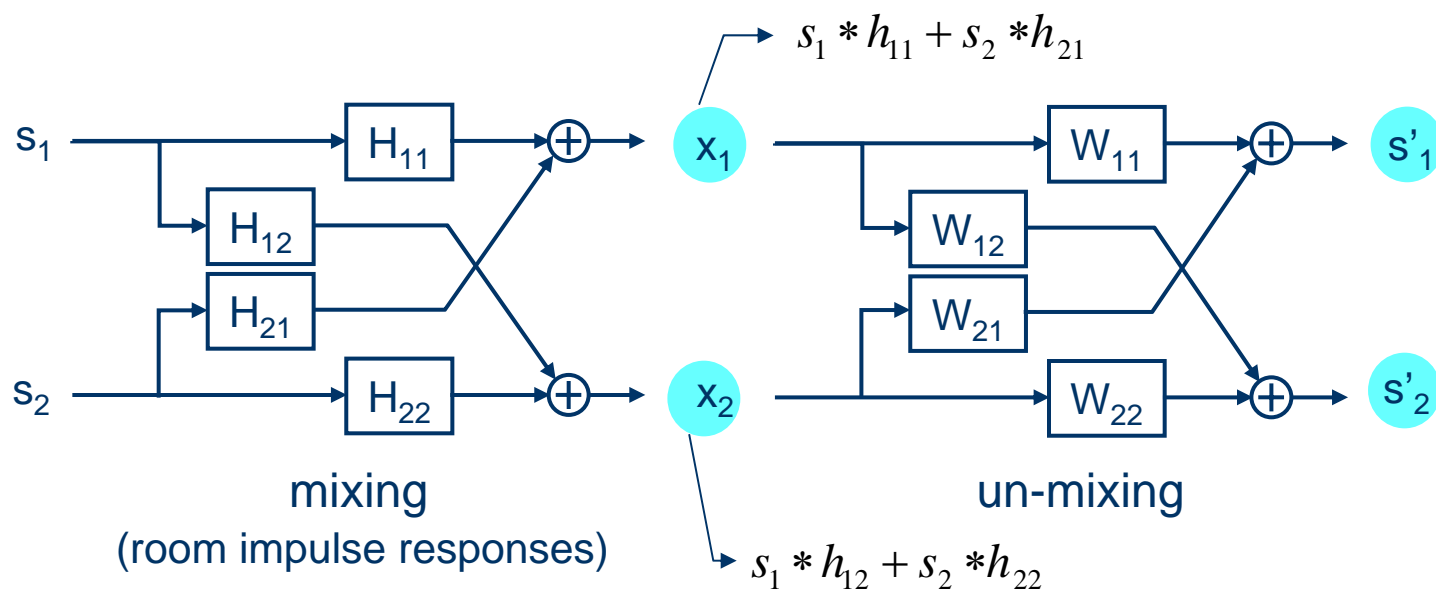 s₁ * h₁₁ + s₂ * h₂₁
s₁ H₁₁ + x₁ W₁₁ + s’₁
H₁₂ W₁₂
H₂₁ W₂₁
s₂ H₂₂ + x₂ W₂₂ + s’₂
mixing un-mixing
(room impulse responses)
s₁ * h₁₂ + s₂ * h₂₂